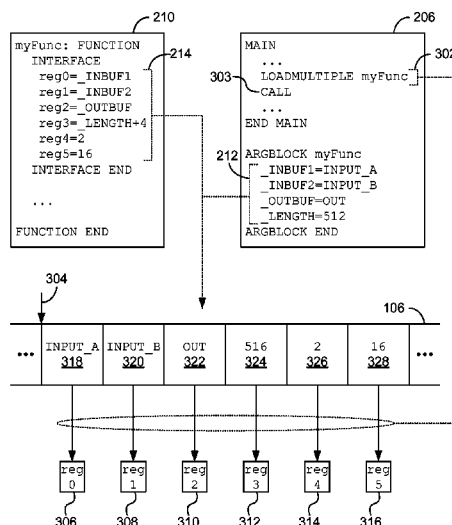 210
206
myFunc: FUNCTION
INTERFACE
214
reg0=_INBUF1
reg1=_INBUF2
reg2=_OUTBUF
reg3=_LENGTH+4
reg4=2
reg5=16
INTERFACE END
...
FUNCTION END
MAIN
...
302
LOADMULTIPLE myFunc
303
CALL
...
END MAIN
212
ARGBLOCK myFunc
_INBUF1=INPUT_A
_INBUF2=INPUT_B
_OUTBUF=OUT
_LENGTH=512
ARGBLOCK END
304
106
... INPUT_A INPUT_B OUT 516 2 16 ...
318 320 322 324 326 328
reg reg reg reg reg reg
0 1 2 3 4 5
306 308 310 312 314 316